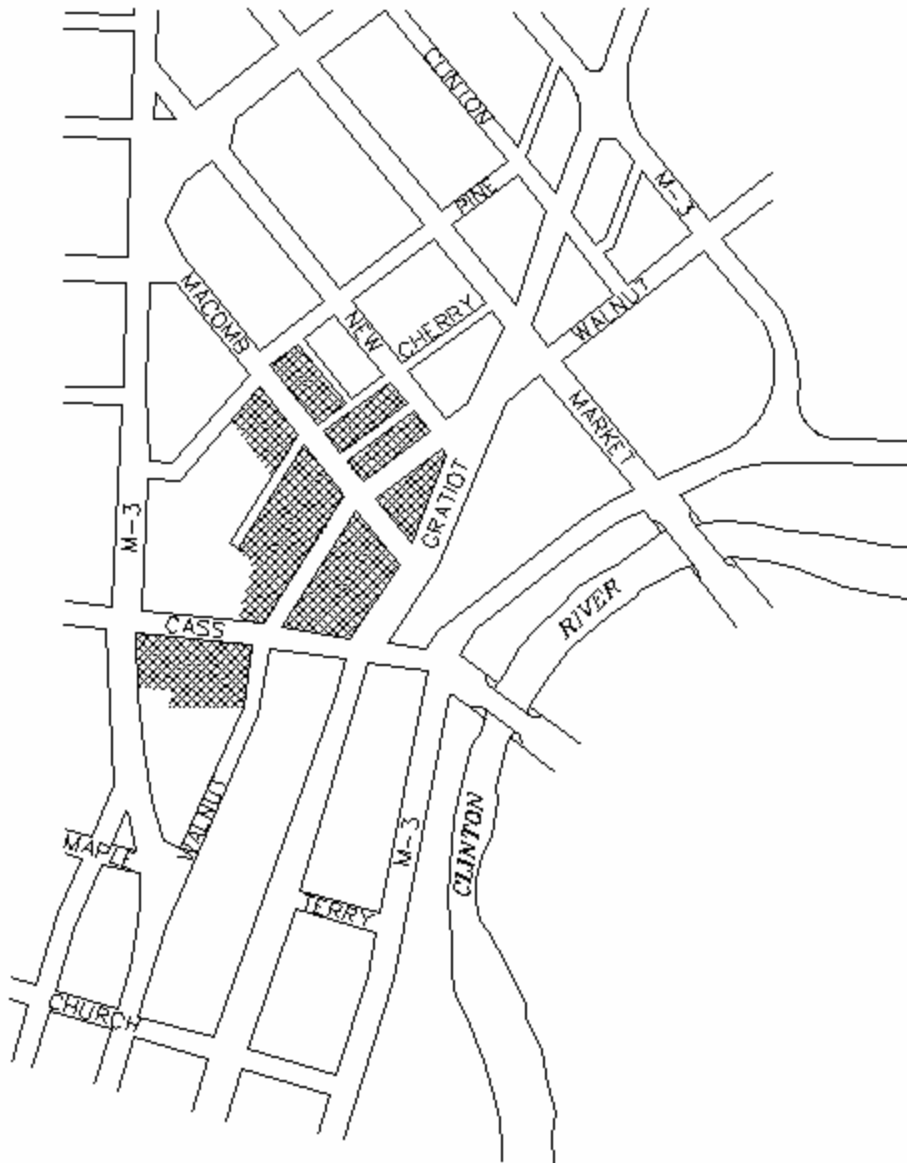 CLINTON
PINE
M-3
MACOMB
NEW
CHERRY
WALNUT
MARKET
GRATIOT
M-3
RIVER
CASS
WALNUT
CLINTON
M-3
MAPLE
TERRY
CHURCH